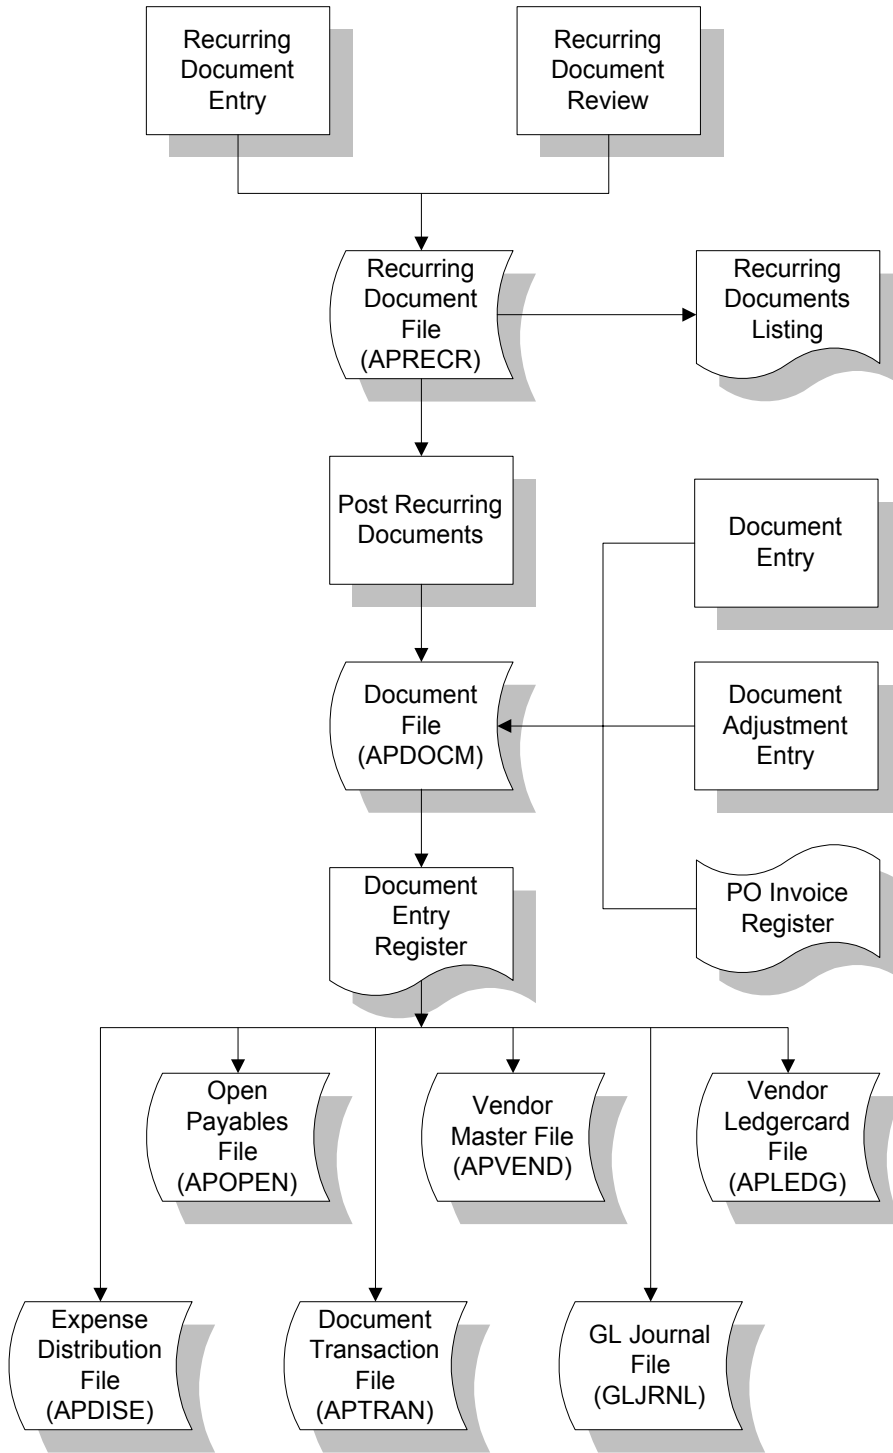 Recurring
Document
Entry
Recurring
Document
Review
Recurring
Document
File
(APRECR)
Recurring
Documents
Listing
Post Recurring
Documents
Document
Entry
Document
File
(APDOCM)
Document
Adjustment
Entry
Document
Entry
Register
PO Invoice
Register
Open
Payables
File
(APOPEN)
Vendor
Master File
(APVEND)
Vendor
Ledgercard
File
(APLEDG)
Expense
Distribution
File
(APDISE)
Document
Transaction
File
(APTRAN)
GL Journal
File
(GLJRNL)